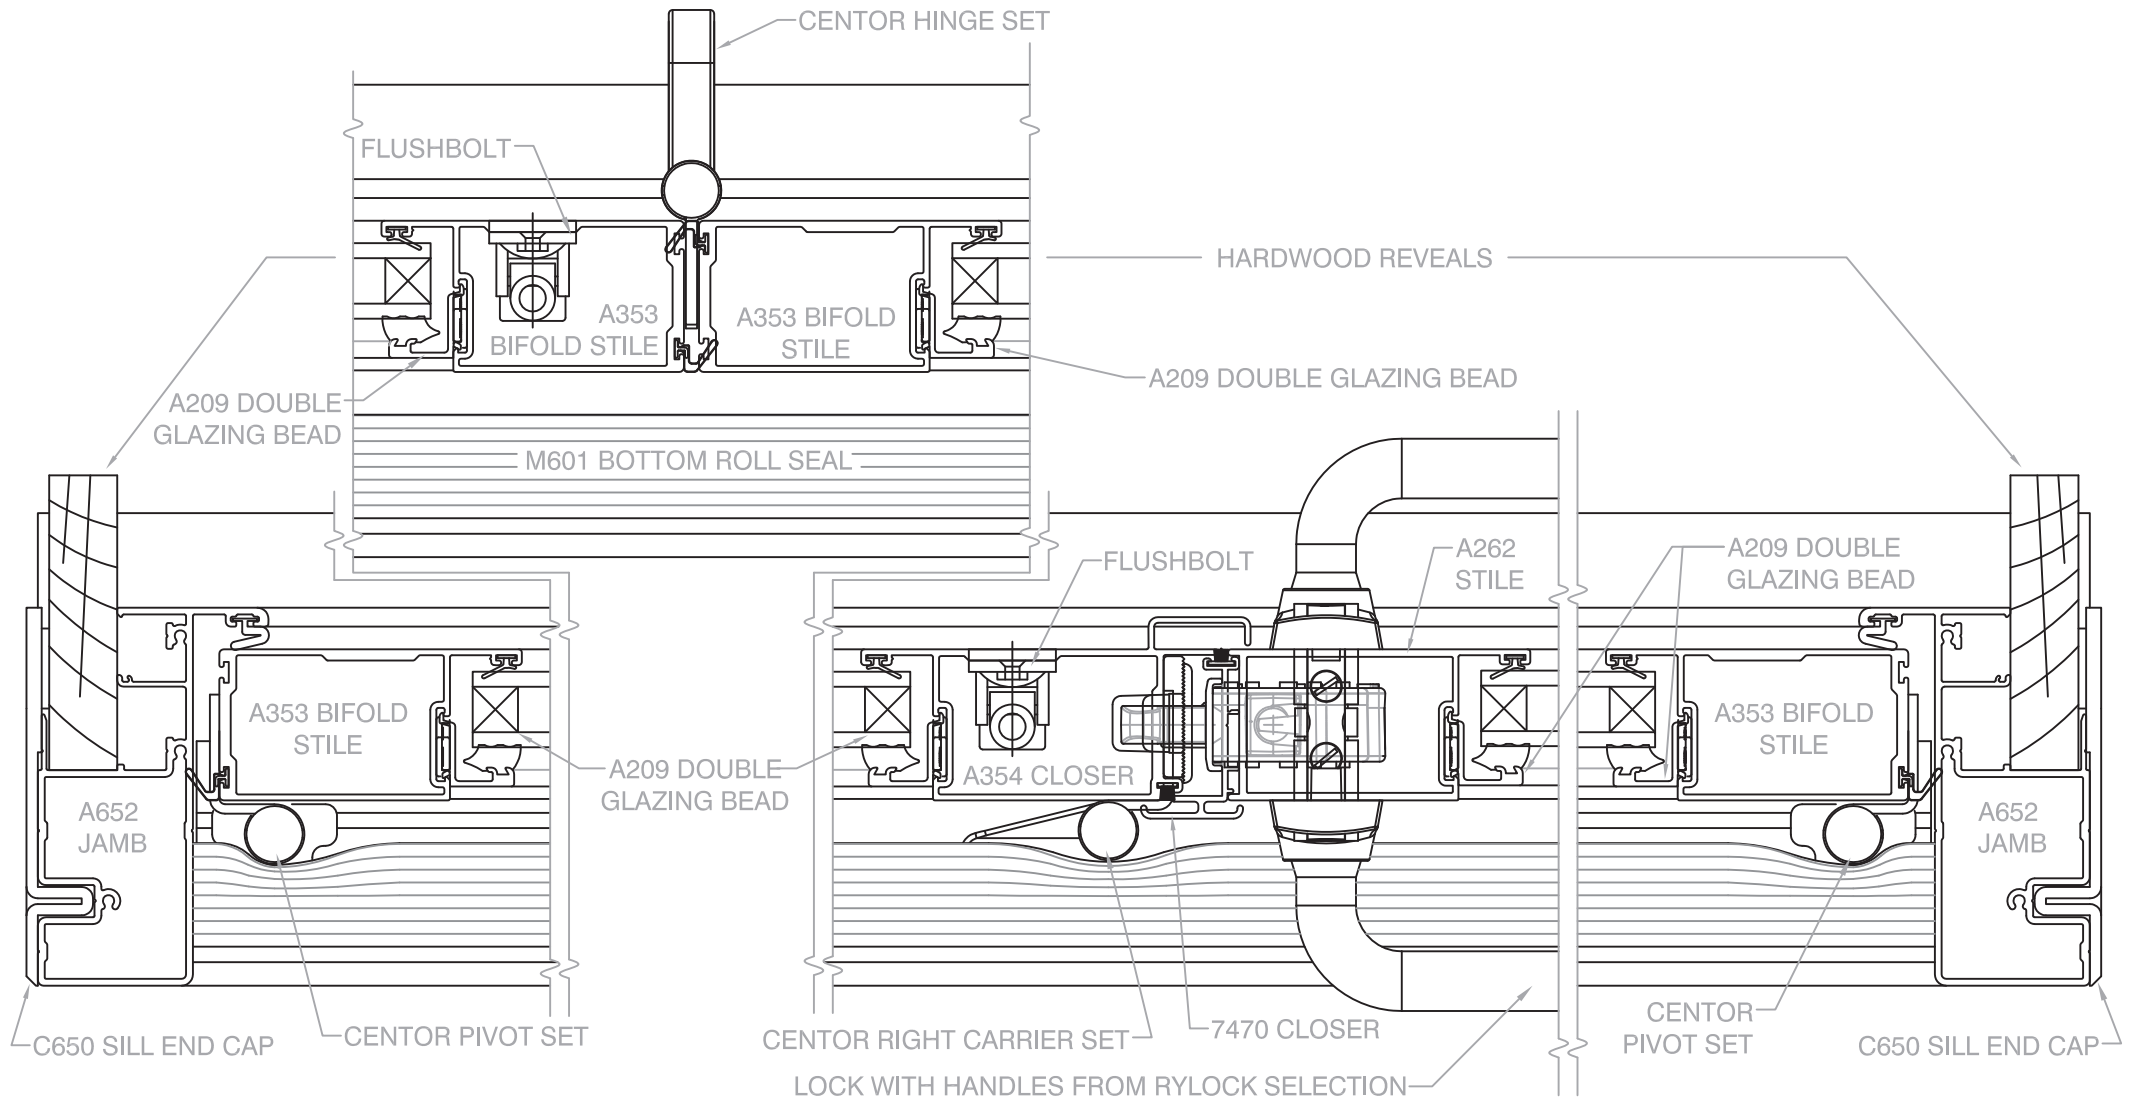 CENTOR HINGE SET
FLUSHBOLT
HARDWOOD REVEALS
A353
BIFOLD STILE
A353 BIFOLD
STILE
A209 DOUBLE GLAZING BEAD
A209 DOUBLE
GLAZING BEAD
M601 BOTTOM ROLL SEAL
FLUSHBOLT
A262
STILE
A209 DOUBLE
GLAZING BEAD
A353 BIFOLD
STILE
A209 DOUBLE
GLAZING BEAD
A354 CLOSER
A353 BIFOLD
STILE
A652
JAMB
A652
JAMB
C650 SILL END CAP
CENTOR PIVOT SET
CENTOR RIGHT CARRIER SET
7470 CLOSER
CENTOR
PIVOT SET
C650 SILL END CAP
LOCK WITH HANDLES FROM RYLOCK SELECTION